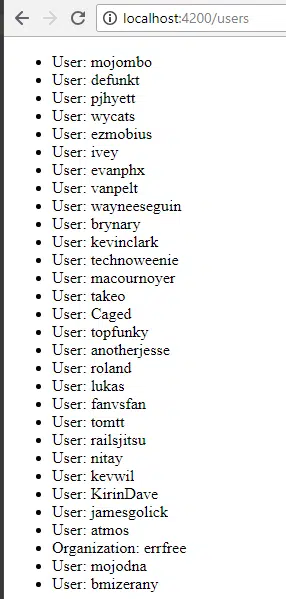 localhost:4200/users
User: mojombo
User: defunkt
User: pjhyett
User: wycats
User: ezmobius
User: ivey
User: evanphx
User: vanpelt
User: wayneeseguin
User: brynary
User: kevinclark
User: technoweenie
User: macournoyer
User: takeo
User: Caged
User: topfunky
User: anotherjesse
User: roland
User: lukas
User: fanvsfan
User: tomtt
User: railsjitsu
User: nitay
User: kevwil
User: KirinDave
User: jamesgolick
User: atmos
Organization: errfree
User: mojodna
User: bmizerany